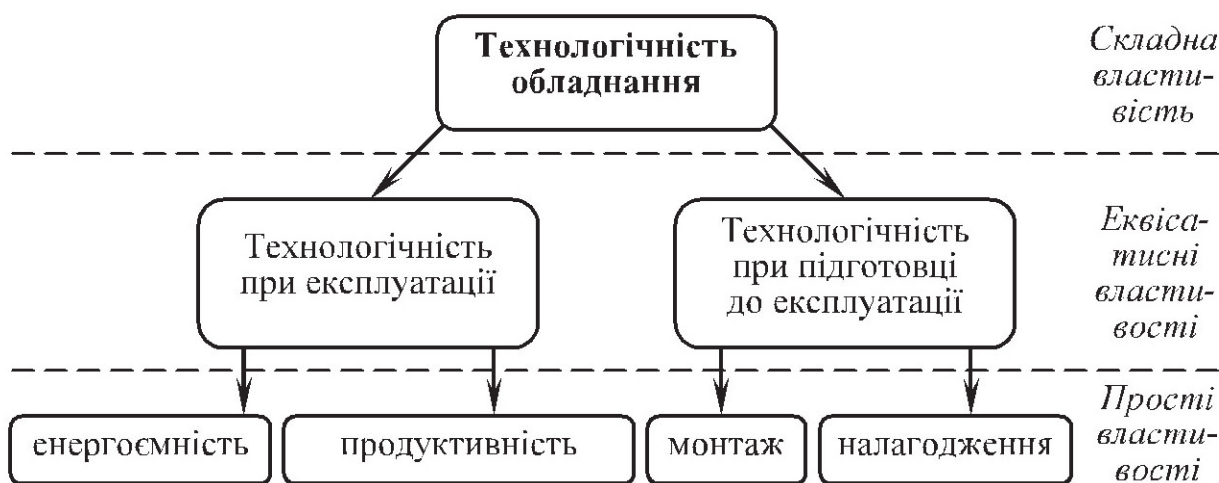 Технологічність
обладнання
Складна
власти-
вість
Технологічність
при експлуатації
Технологічність
при підготовці
до експлуатації
Еквіса-
тисні
власти-
вості
енергоємність
продуктивність
монтаж
налагодження
Прості
власти-
вості